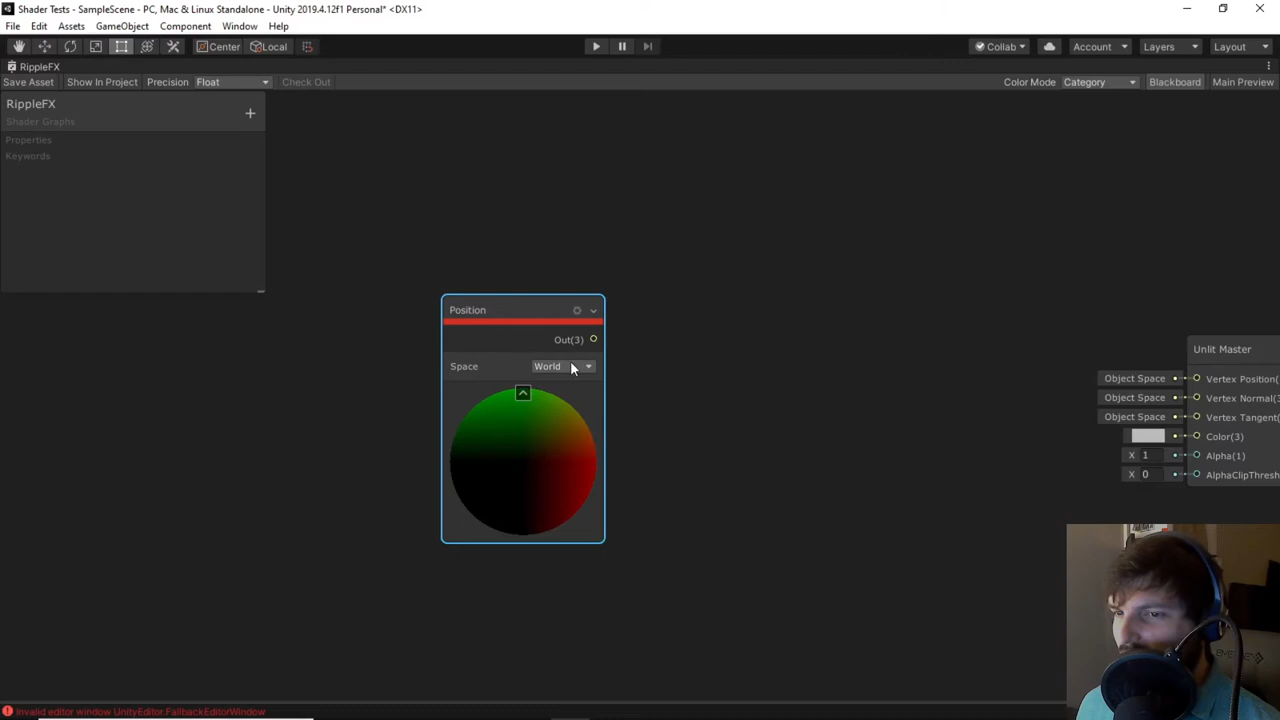 Shader Tests - SampleScene - PC, Mac & Linux Standalone - Unity 2019.4.12f1 Personal* <DX11>
File Edit Assets GameObject Component Window Help
Center Local Collab Account Layers Layout
RippleFX
Save Asset Show In Project Precision Float Check Out Color Mode Category Blackboard Main Preview
RippleFX
Shader Graphs
Properties
Keywords
Position
Out(3)
Space World
Unlit Master
Object Space Vertex Position(
Object Space Vertex Normal(3
Object Space Vertex Tangent(
Color(3)
X 1 Alpha(1)
X 0 AlphaClipThresh
Invalid editor window UnityEditor.FallbackEditorWindow